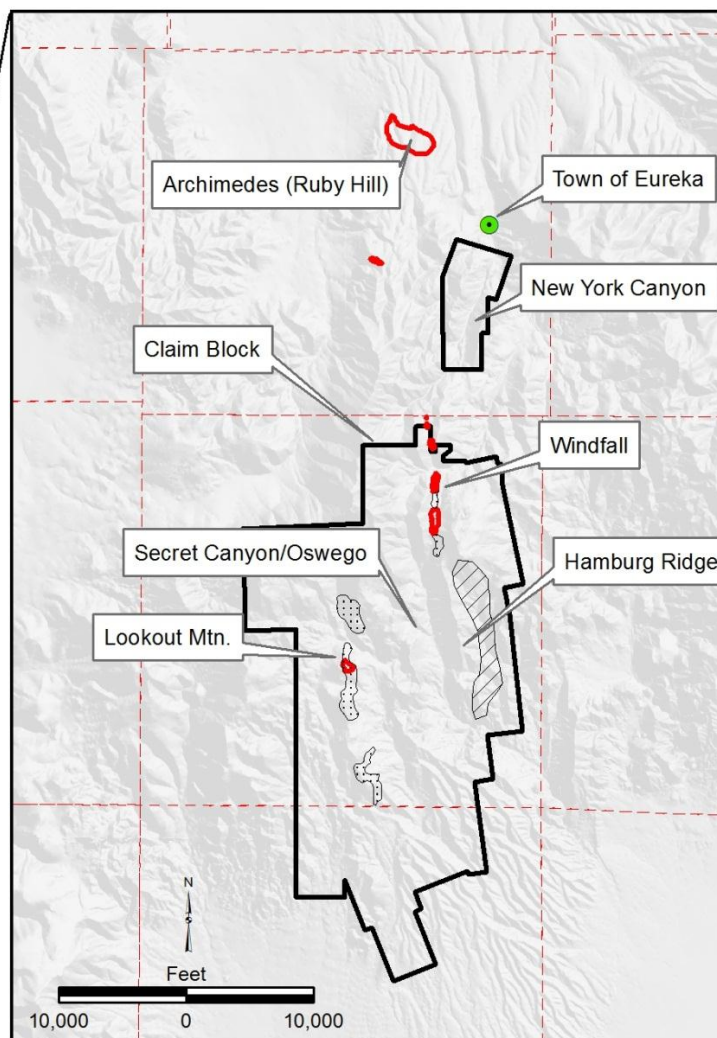 Archimedes (Ruby Hill)
Town of Eureka
New York Canyon
Claim Block
Windfall
Secret Canyon/Oswego
Hamburg Ridge
Lookout Mtn.
N
Feet
10,000 0 10,000